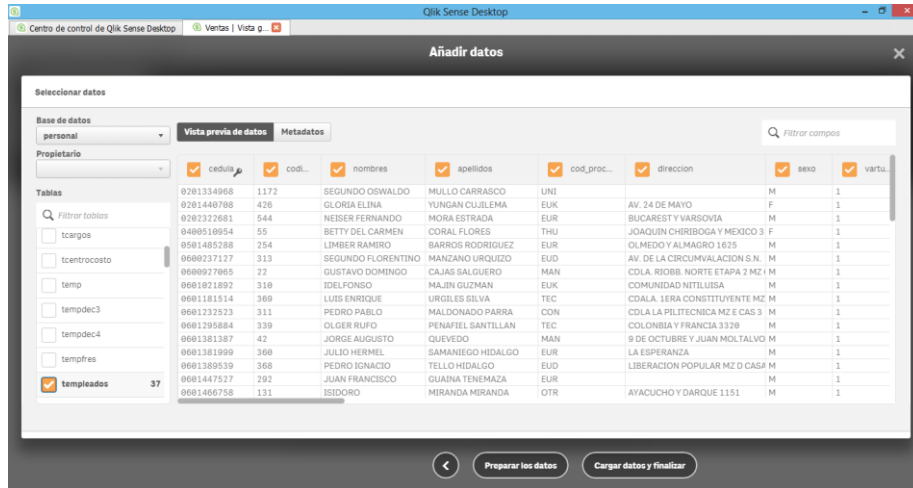 Qlik Sense Desktop
Centro de control de Qlik Sense Desktop Ventas | Vista g...
Añadir datos
Seleccionar datos
Base de datos
personal
Propietario
Tablas
Filtrar tablas
tcargos
tcentrocosto
temp
tempdec3
tempdec4
tempfres
templeados 37
Vista previa de datos Metadatos
Filtrar campos
cedula codi... nombres apellidos cod_proc... direccion sexo vartu...
0201334968 1172 SEGUNDO OSWALDO MULLO CARRASCO UNI M 1
0201440708 426 GLORIA ELINA YUNGAN CUJILEMA EUK AV. 24 DE MAYO F 1
0202322681 544 NEISER FERNANDO MORA ESTRADA EUR BUCAREST Y VARSOVIA M 1
0400510954 55 BETTY DEL CARMEN CORAL FLORES THU JOAQUIN CHIRIBOGA Y MEXICO 3 F 1
0501485288 254 LIMBER RAMIRO BARROS RODRIGUEZ EUR OLMEDO Y ALMAGRO 1625 M 1
0600237127 313 SEGUNDO FLORENTINO MANZANO URQUIZO EUD AV. DE LA CIRCUMVALACION S.N. M 1
0600927065 22 GUSTAVO DOMINGO CAJAS SALGUERO MAN CDLA. RIOBB. NORTE ETAPA 2 MZ M 1
0601021892 310 IDELFONSO MAJIN GUZMAN EUK COMUNIDAD NITILUISA M 1
0601181514 369 LUIS ENRIQUE URGILES SILVA TEC CDALA. 1ERA CONSTITUYENTE MZ M 1
0601232523 311 PEDRO PABLO MALDONADO PARRA CON CDLA LA PILITECNICA MZ E CAS 3 M 1
0601295884 339 OLGER RUFO PENAFIEL SANTILLAN TEC COLONBIA Y FRANCIA 3320 M 1
0601381387 42 JORGE AUGUSTO QUEVEDO MAN 9 DE OCTUBRE Y JUAN MOLTALVO M 1
0601381999 360 JULIO HERMEL SAMANIEGO HIDALGO EUR LA ESPERANZA M 1
0601389539 368 PEDRO IGNACIO TELLO HIDALGO EUD LIBERACION POPULAR MZ D CASA M 1
0601447527 292 JUAN FRANCISCO GUAINA TENEMAZA EUR M 1
0601466758 131 ISIDORO MIRANDA MIRANDA OTR AYACUCHO Y DARQUE 1151 M 1
Preparar los datos Cargar datos y finalizar